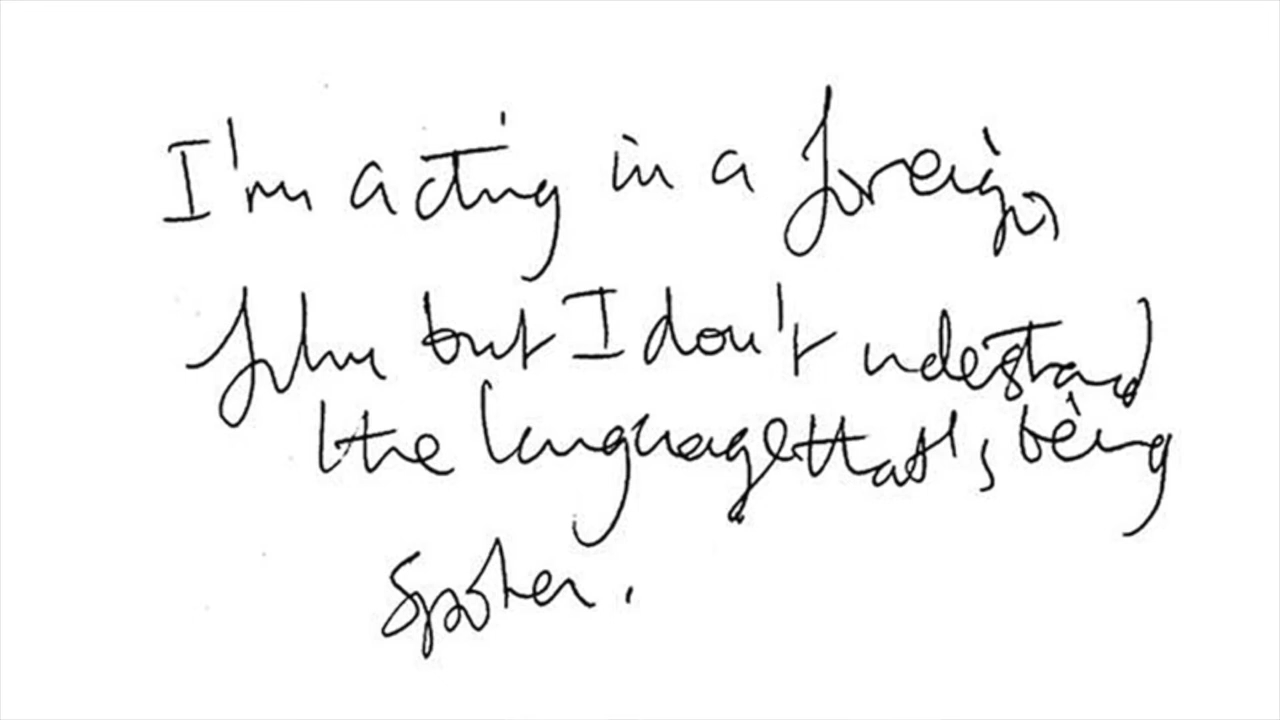 I'm acting in a foreign
film but I don't understand
the language that's being
spoken.